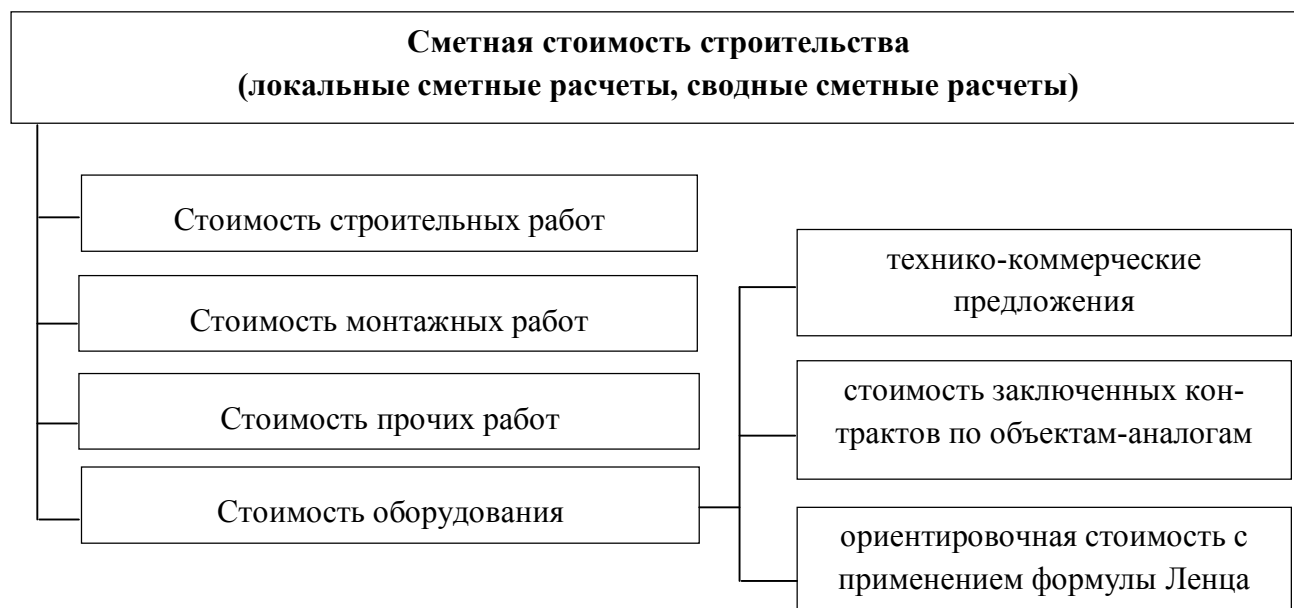 Сметная стоимость строительства
(локальные сметные расчеты, сводные сметные расчеты)
Стоимость строительных работ
Стоимость монтажных работ
Стоимость прочих работ
Стоимость оборудования
технико-коммерческие
предложения
стоимость заключенных кон-
трактов по объектам-аналогам
ориентировочная стоимость с
применением формулы Ленца